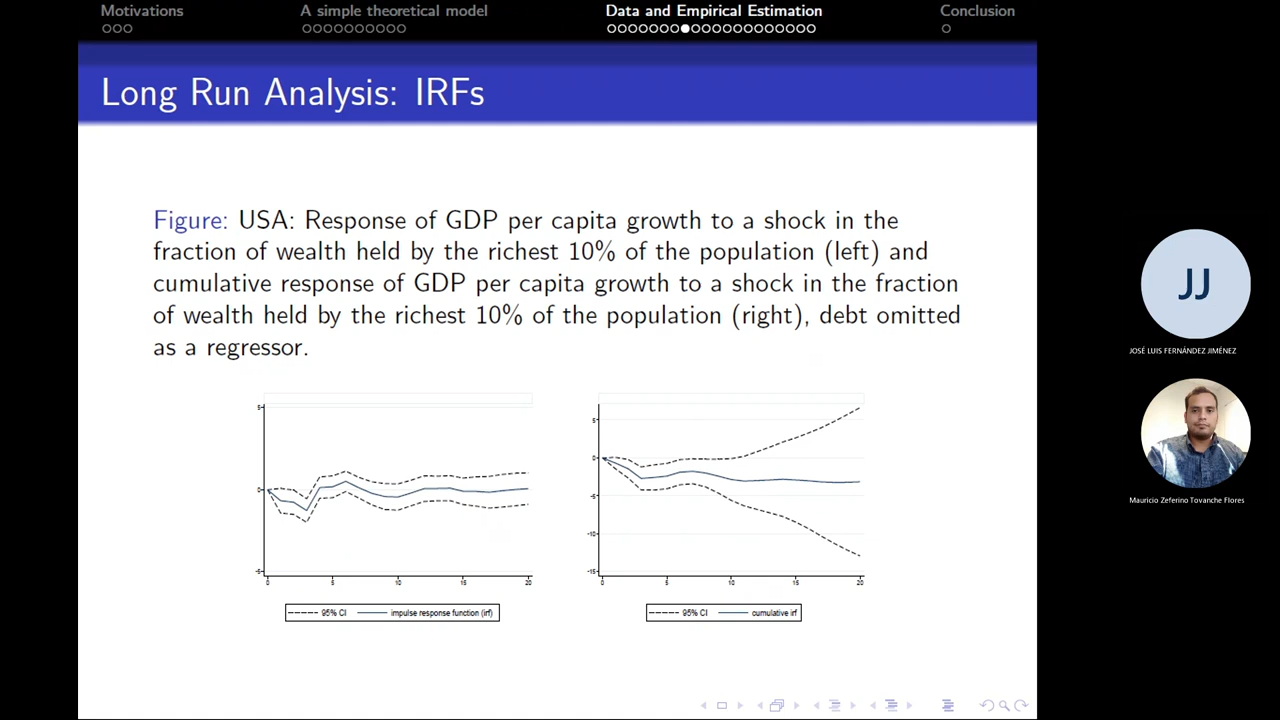 Motivations
A simple theoretical model
Data and Empirical Estimation
Conclusion
Long Run Analysis: IRFs
Figure: USA: Response of GDP per capita growth to a shock in the
fraction of wealth held by the richest 10% of the population (left) and
cumulative response of GDP per capita growth to a shock in the fraction
of wealth held by the richest 10% of the population (right), debt omitted
as a regressor.
5
0
-5
0 5 10 15 20
95% CI impulse response function (irf)
5
0
-5
-10
-15
0 5 10 15 20
95% CI cumulative irf
JJ
JOSÉ LUIS FERNÁNDEZ JIMÉNEZ
Mauricio Zeferino Tovanche Flores